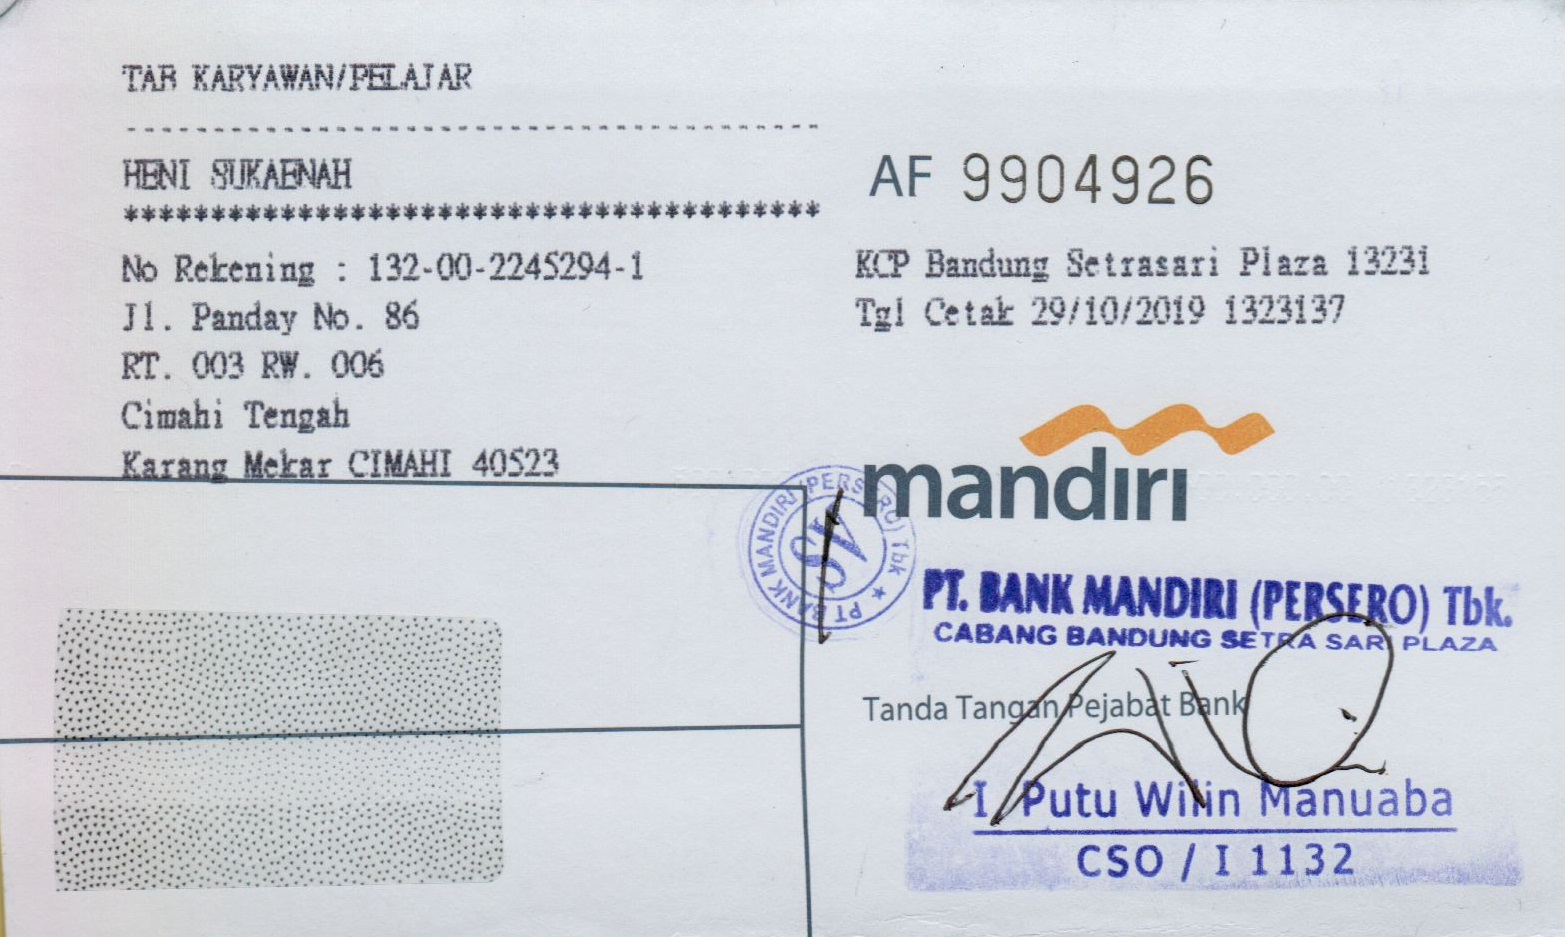 TAB KARYAWAN/PELAJAR
HENI SUKAENAH
****************************************
No Rekening : 132-00-2245294-1
Jl. Panday No. 86
RT. 003 RW. 006
Cimahi Tengah
Karang Mekar CIMAHI 40523
AF 9904926
KCP Bandung Setrasari Plaza 13231
Tgl Cetak 29/10/2019 1323137
mandiri
PT BANK MANDIRI (PERSERO) Tbk
PT. BANK MANDIRI (PERSERO) Tbk.
CABANG BANDUNG SETRA SARI PLAZA
Tanda Tangan Pejabat Bank
I Putu Wilin Manuaba
CSO / I 1132